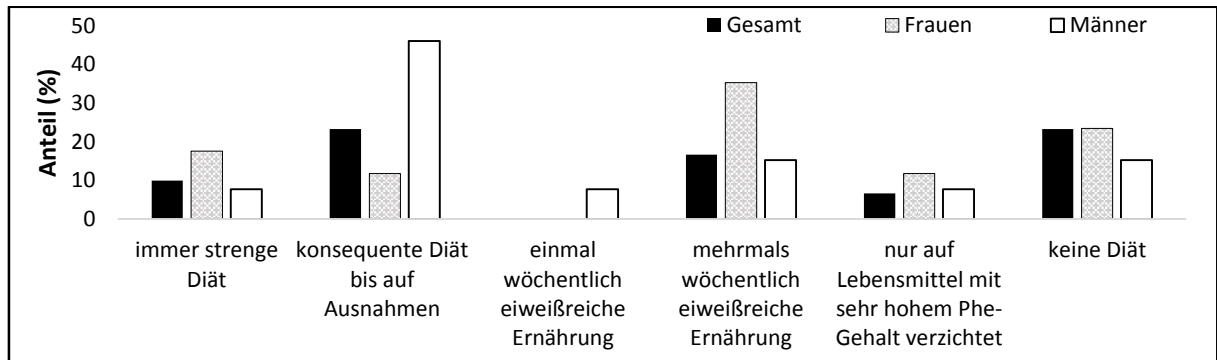 Anteil (%)
50
40
30
20
10
0
Gesamt Frauen Männer
immer strenge
Diät
konsequente Diät
bis auf
Ausnahmen
einmal
wöchentlich
eiweißreiche
Ernährung
mehrmals
wöchentlich
eiweißreiche
Ernährung
nur auf
Lebensmittel mit
sehr hohem Phe-
Gehalt verzichtet
keine Diät